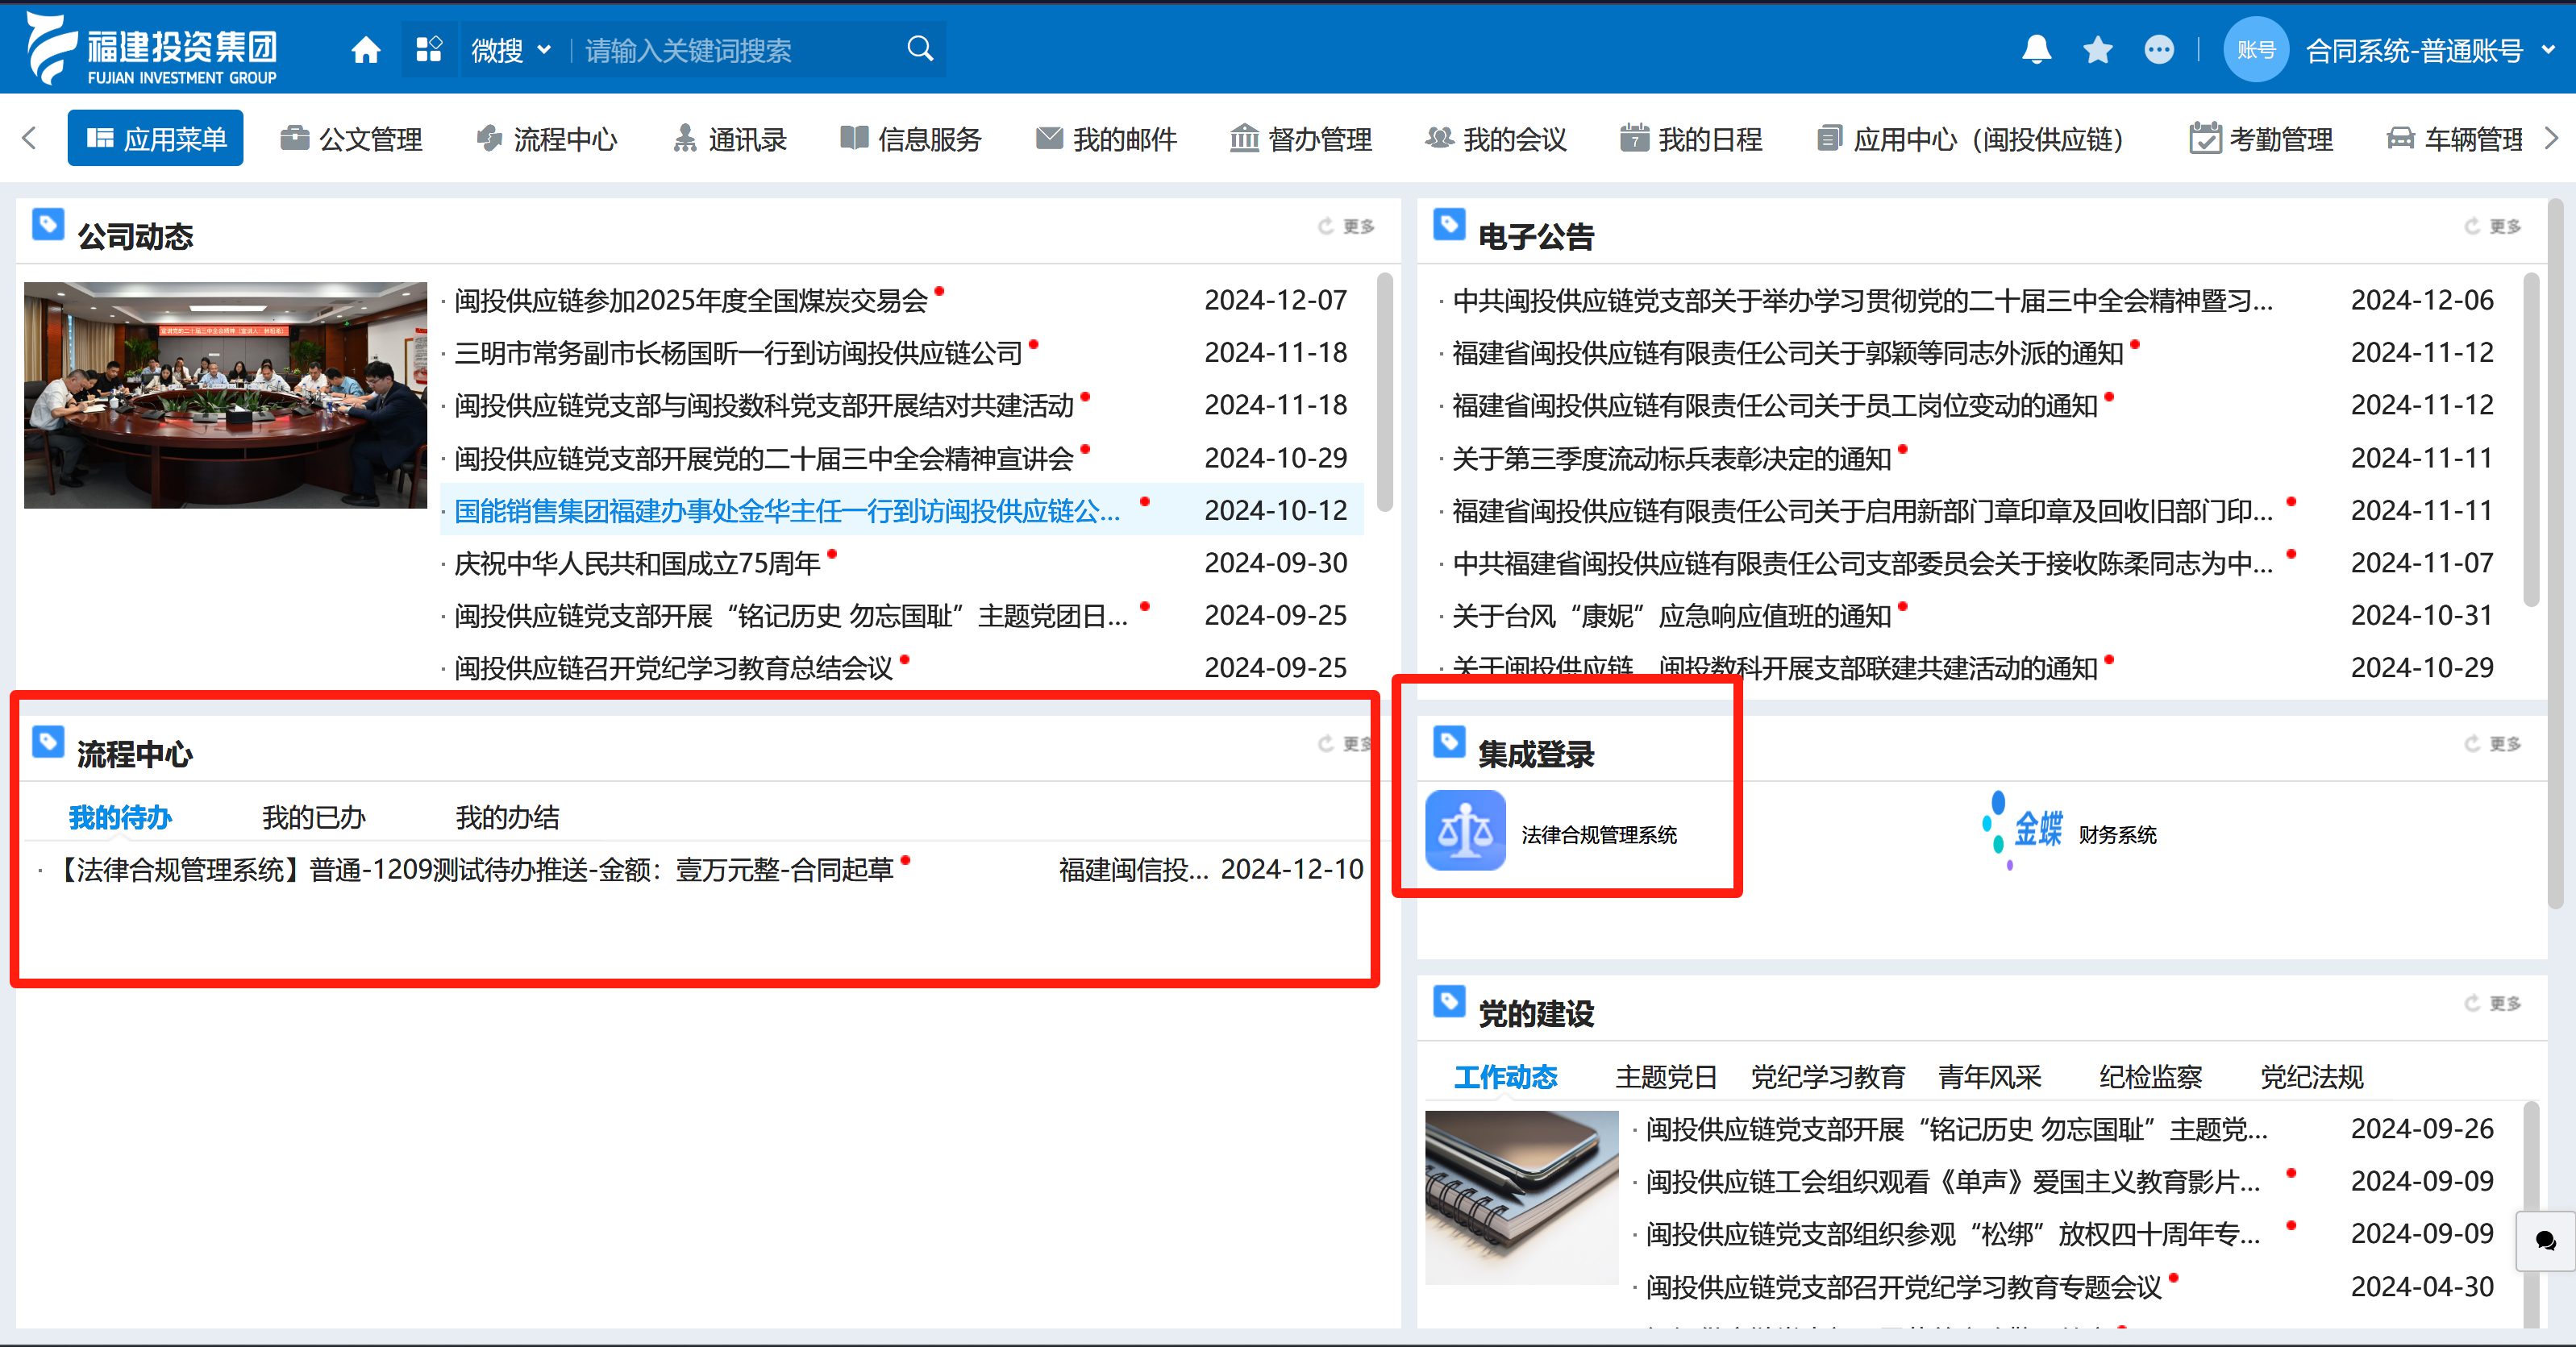 福建投资集团
FUJIAN INVESTMENT GROUP
微搜
请输入关键词搜索
账号
合同系统-普通账号
应用菜单
公文管理
流程中心
通讯录
信息服务
我的邮件
督办管理
我的会议
7
我的日程
应用中心（闽投供应链）
考勤管理
车辆管理
公司动态
更多
闽投供应链参加2025年度全国煤炭交易会 2024-12-07
三明市常务副市长杨国昕一行到访闽投供应链公司 2024-11-18
闽投供应链党支部与闽投数科党支部开展结对共建活动 2024-11-18
闽投供应链党支部开展党的二十届三中全会精神宣讲会 2024-10-29
国能销售集团福建办事处金华主任一行到访闽投供应链公... 2024-10-12
庆祝中华人民共和国成立75周年 2024-09-30
闽投供应链党支部开展“铭记历史 勿忘国耻”主题党团日... 2024-09-25
闽投供应链召开党纪学习教育总结会议 2024-09-25
电子公告
更多
中共闽投供应链党支部关于举办学习贯彻党的二十届三中全会精神暨习... 2024-12-06
福建省闽投供应链有限责任公司关于郭颖等同志外派的通知 2024-11-12
福建省闽投供应链有限责任公司关于员工岗位变动的通知 2024-11-12
关于第三季度流动标兵表彰决定的通知 2024-11-11
福建省闽投供应链有限责任公司关于启用新部门章印章及回收旧部门印... 2024-11-11
中共福建省闽投供应链有限责任公司支部委员会关于接收陈柔同志为中... 2024-11-07
关于台风“康妮”应急响应值班的通知 2024-10-31
关于闽投供应链、闽投数科开展支部联建共建活动的通知 2024-10-29
流程中心
更多
我的待办 我的已办 我的办结
【法律合规管理系统】普通-1209测试待办推送-金额：壹万元整-合同起草 福建闽信投... 2024-12-10
集成登录
更多
法律合规管理系统
金蝶
财务系统
党的建设
更多
工作动态 主题党日 党纪学习教育 青年风采 纪检监察 党纪法规
闽投供应链党支部开展“铭记历史 勿忘国耻”主题党... 2024-09-26
闽投供应链工会组织观看《单声》爱国主义教育影片... 2024-09-09
闽投供应链党支部组织参观“松绑”放权四十周年专... 2024-09-09
闽投供应链党支部召开党纪学习教育专题会议 2024-04-30